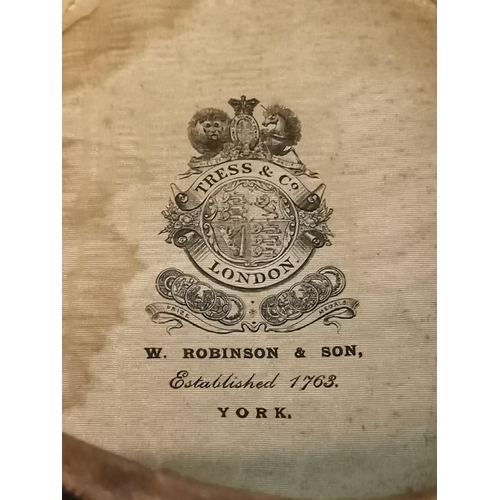 TRESS & Co
LONDON.
PRIZE MEDALS.
W. ROBINSON & SON,
Established 1763.
YORK.